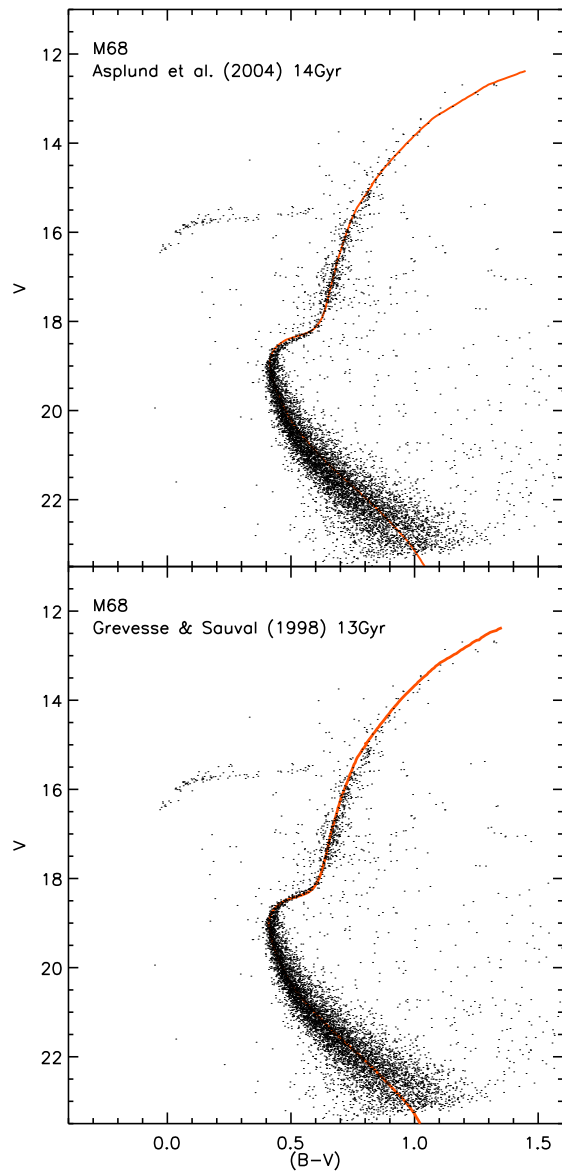 M68
Asplund et al. (2004) 14Gyr
12
14
16
18
20
22
V
M68
Grevesse & Sauval (1998) 13Gyr
12
14
16
18
20
22
V
0.0 0.5 1.0 1.5
(B-V)